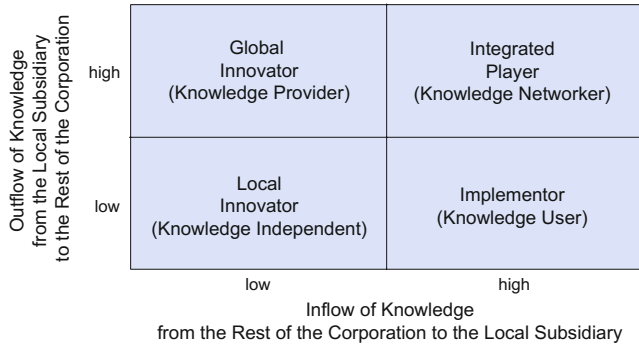 Outflow of Knowledge
from the Local Subsidiary
to the Rest of the Corporation
high
Global
Innovator
(Knowledge Provider)
Integrated
Player
(Knowledge Networker)
low
Local
Innovator
(Knowledge Independent)
Implementor
(Knowledge User)
low
high
Inflow of Knowledge
from the Rest of the Corporation to the Local Subsidiary